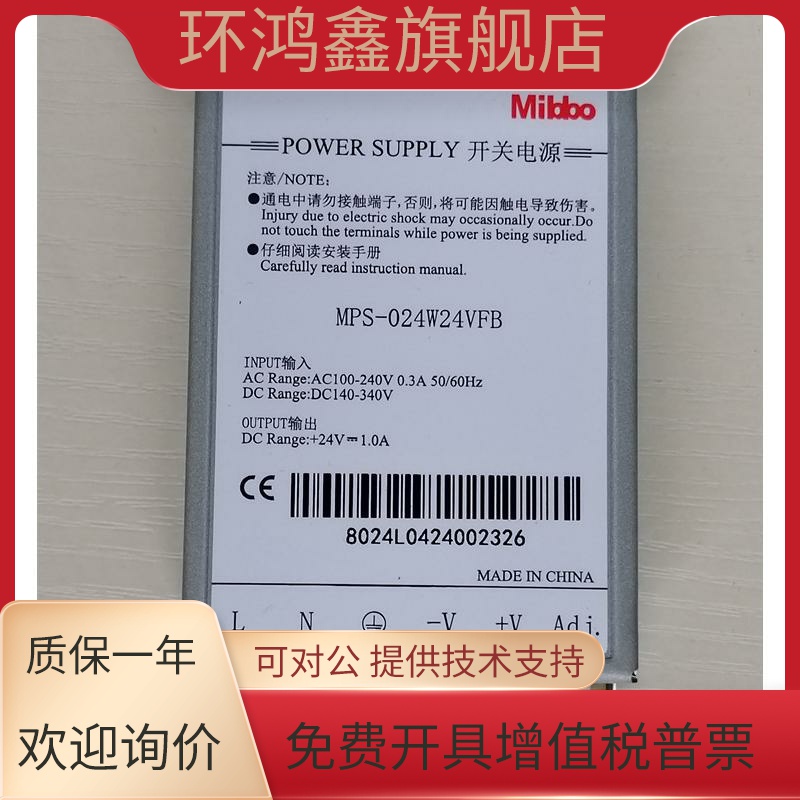 环鸿鑫旗舰店
Mibbo
POWER SUPPLY 开关电源
注意/NOTE:
●通电中请勿接触端子,否则,将可能因触电导致伤害。
Injury due to electric shock may occasionally occur.Do
not touch the terminals while power is being supplied.
●仔细阅读安装手册
Carefully read instruction manual.
MPS-024W24VFB
INPUT输入
AC Range:AC100-240V 0.3A 50/60Hz
DC Range:DC140-340V
OUTPUT输出
DC Range:+24V⎓1.0A
CE
8024L0424002326
MADE IN CHINA
L N -V +V Adj.
质保一年
可对公 提供技术支持
欢迎询价
免费开具增值税普票